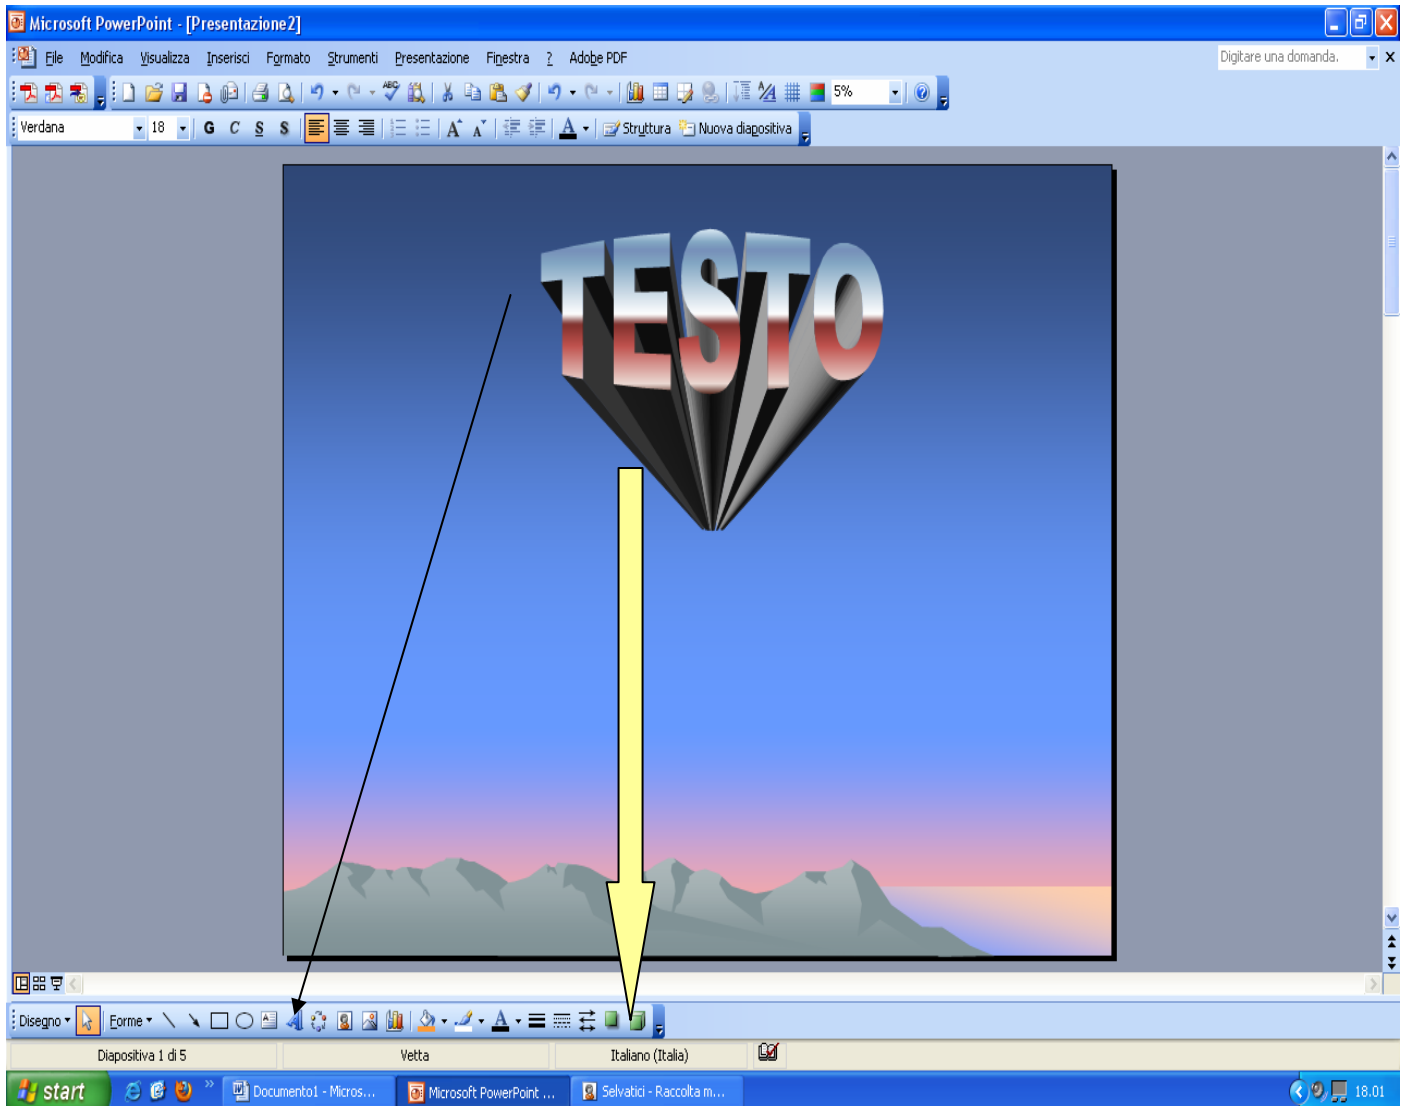 Microsoft PowerPoint - [Presentazione2]
File Modifica Visualizza Inserisci Formato Strumenti Presentazione Finestra ? Adobe PDF Digitare una domanda.
5%
Verdana 18 G C S S A A A Struttura Nuova diapositiva
TESTO
Disegno Forme A A
Diapositiva 1 di 5 Vetta Italiano (Italia)
start Documento1 - Micros... Microsoft PowerPoint ... Selvatici - Raccolta m... 18.01